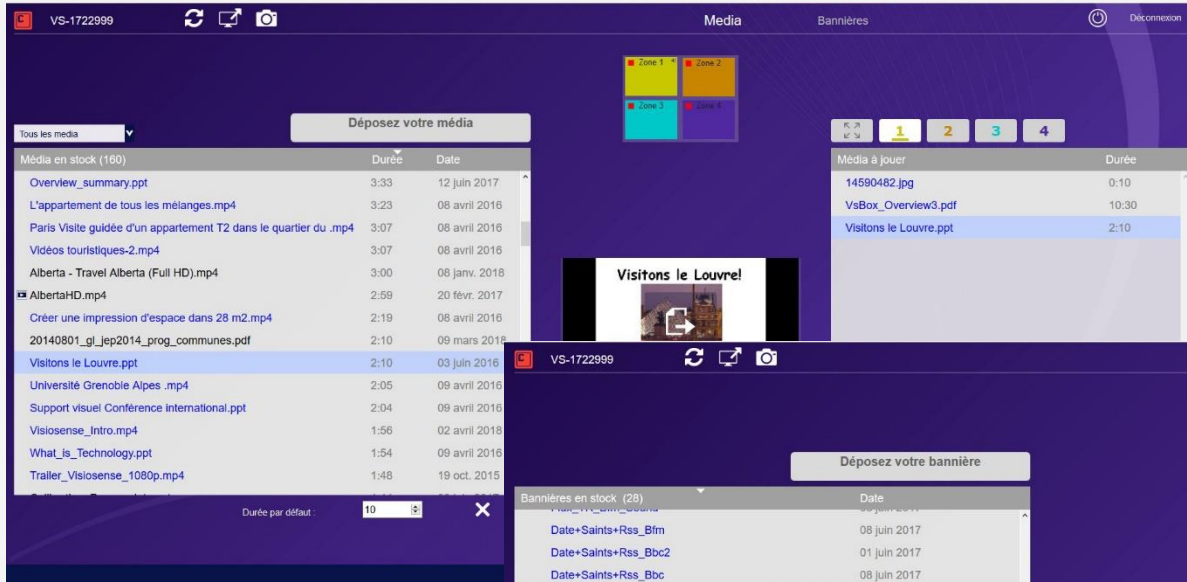 C VS-1722999 Media Bannières Déconnexion
Zone 1 Zone 2
Zone 3 Zone 4
Tous les media Déposez votre média
1 2 3 4
Média en stock (160) Durée Date
Overview_summary.ppt 3:33 12 juin 2017
L'appartement de tous les mélanges.mp4 3:23 08 avril 2016
Paris Visite guidée d'un appartement T2 dans le quartier du .mp4 3:07 08 avril 2016
Vidéos touristiques-2.mp4 3:07 08 avril 2016
Alberta - Travel Alberta (Full HD).mp4 3:00 08 janv. 2018
AlbertaHD.mp4 2:59 20 févr. 2017
Créer une impression d'espace dans 28 m2.mp4 2:19 08 avril 2016
20140801_gl_jep2014_prog_communes.pdf 2:10 09 mars 2018
Visitons le Louvre.ppt 2:10 03 juin 2016
Université Grenoble Alpes .mp4 2:05 09 avril 2016
Support visuel Conférence international.ppt 2:04 09 avril 2016
Visiosense_Intro.mp4 1:56 02 avril 2018
What_is_Technology.ppt 1:54 09 avril 2016
Trailer_Visiosense_1080p.mp4 1:48 19 oct. 2015
Durée par défaut : 10
Média à jouer Durée
14590482.jpg 0:10
VsBox_Overview3.pdf 10:30
Visitons le Louvre.ppt 2:10
Visitons le Louvre!
C VS-1722999
Déposez votre bannière
Bannières en stock (28) Date
Date+Saints+Rss_Bfm 08 juin 2017
Date+Saints+Rss_Bbc2 01 juin 2017
Date+Saints+Rss_Bbc 08 juin 2017